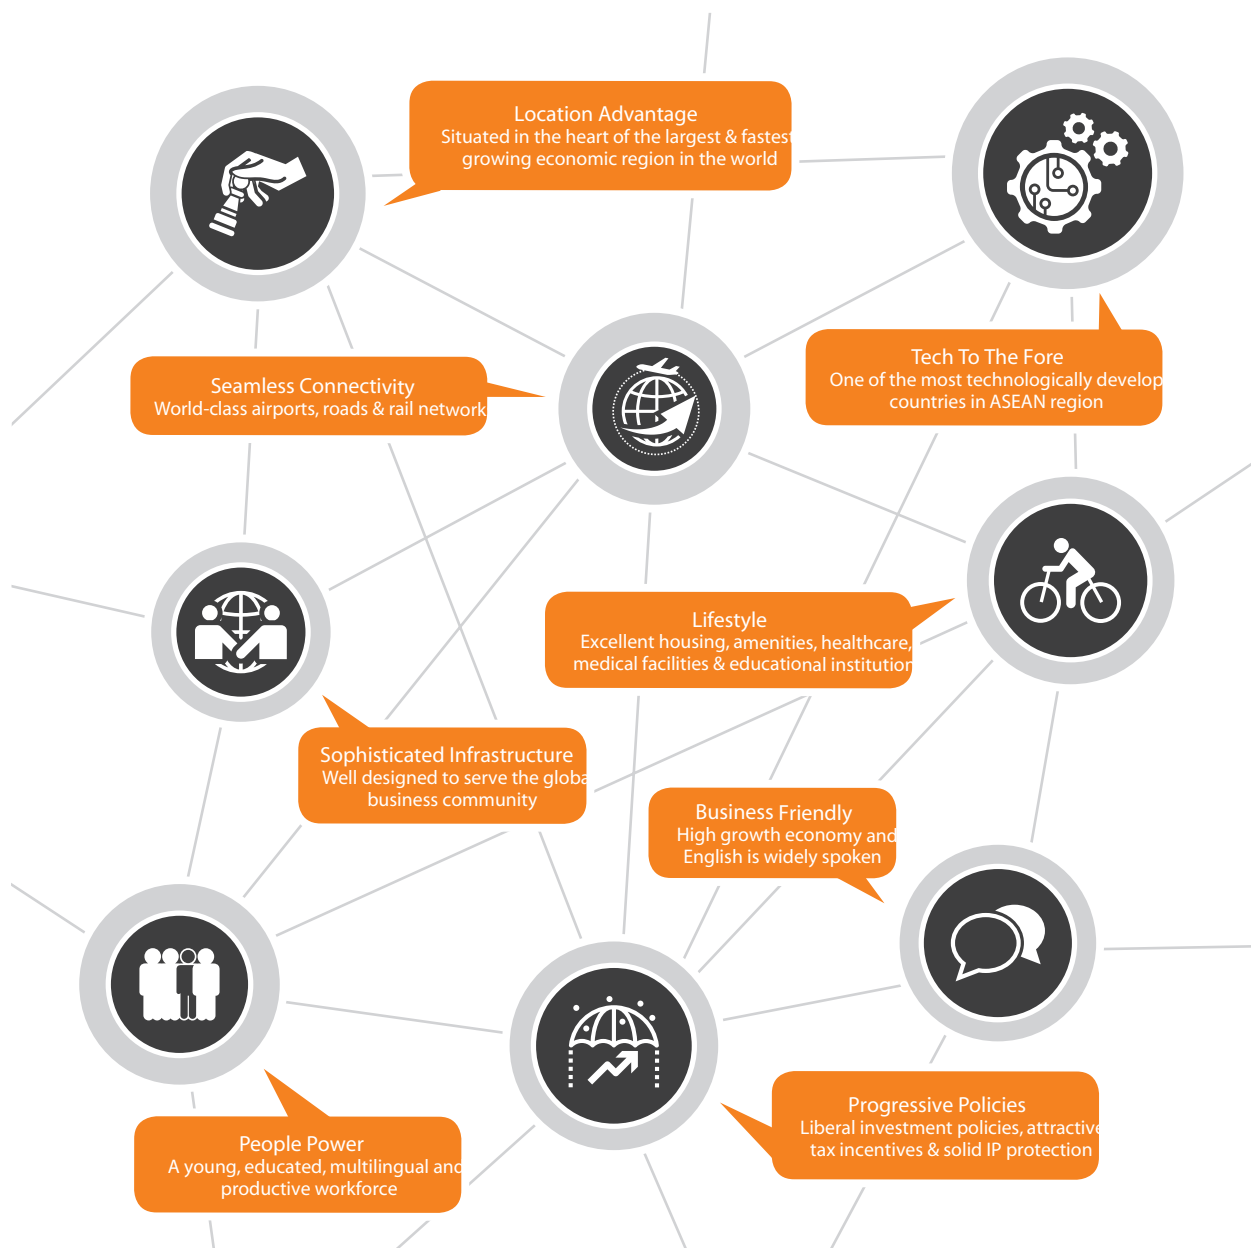 Location Advantage
Situated in the heart of the largest & fastest
growing economic region in the world
Tech To The Fore
One of the most technologically develop
countries in ASEAN region
Seamless Connectivity
World-class airports, roads & rail network
Lifestyle
Excellent housing, amenities, healthcare,
medical facilities & educational institution
Sophisticated Infrastructure
Well designed to serve the globa
business community
Business Friendly
High growth economy and
English is widely spoken
Progressive Policies
Liberal investment policies, attractive
tax incentives & solid IP protection
People Power
A young, educated, multilingual and
productive workforce